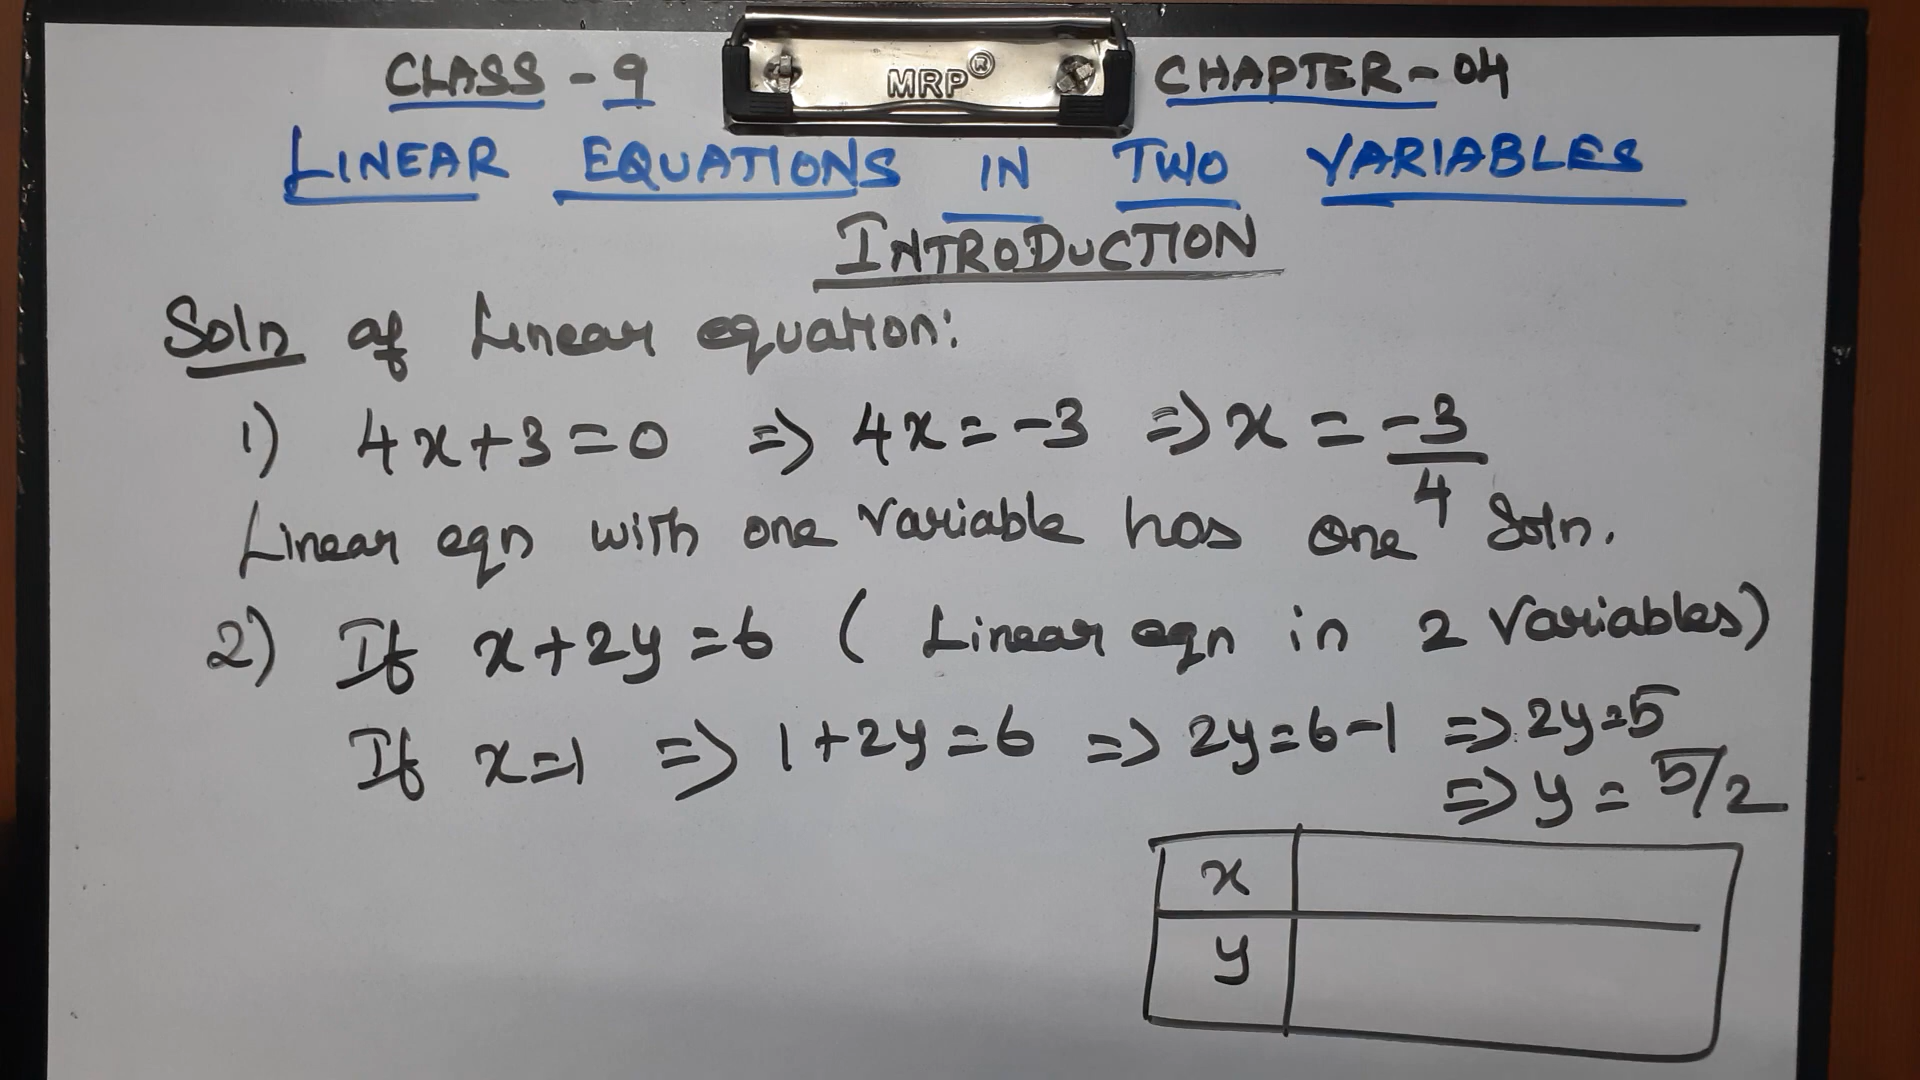 CLASS - 9 MRP® CHAPTER - 04
LINEAR EQUATIONS IN TWO VARIABLES
INTRODUCTION
Soln of Linear equation:
1) 4x+3=0 => 4x=-3 => x = -3/4
Linear eqn with one variable has one Soln.
2) If x+2y=6 ( Linear eqn in 2 Variables)
If x=1 => 1+2y=6 => 2y=6-1 => 2y=5
=> y = 5/2
x
y